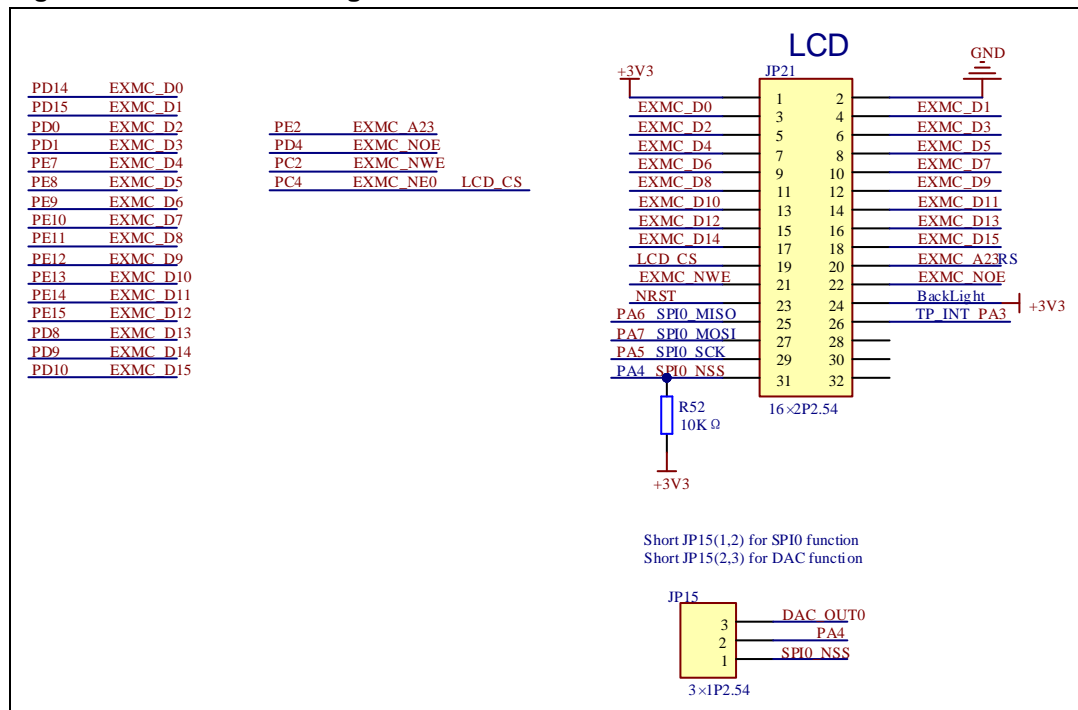 LCD
GND
+3V3 JP21
PD14 EXMC_D0
PD15 EXMC_D1
PD0 EXMC_D2
PD1 EXMC_D3
PE7 EXMC_D4
PE8 EXMC_D5
PE9 EXMC_D6
PE10 EXMC_D7
PE11 EXMC_D8
PE12 EXMC_D9
PE13 EXMC_D10
PE14 EXMC_D11
PE15 EXMC_D12
PD8 EXMC_D13
PD9 EXMC_D14
PD10 EXMC_D15
PE2 EXMC_A23
PD4 EXMC_NOE
PC2 EXMC_NWE
PC4 EXMC_NE0 LCD_CS
1 2
EXMC_D0 3 4 EXMC_D1
EXMC_D2 5 6 EXMC_D3
EXMC_D4 7 8 EXMC_D5
EXMC_D6 9 10 EXMC_D7
EXMC_D8 11 12 EXMC_D9
EXMC_D10 13 14 EXMC_D11
EXMC_D12 15 16 EXMC_D13
EXMC_D14 17 18 EXMC_D15
LCD_CS 19 20 EXMC_A23RS
EXMC_NWE 21 22 EXMC_NOE
NRST 23 24 BackLight +3V3
PA6 SPI0_MISO 25 26 TP_INT PA3
PA7 SPI0_MOSI 27 28
PA5 SPI0_SCK 29 30
PA4 SPI0_NSS 31 32
R52
10KΩ
16×2P2.54
+3V3
Short JP15(1,2) for SPI0 function
Short JP15(2,3) for DAC function
JP15
3 DAC_OUT0
2 PA4
1 SPI0_NSS
3×1P2.54